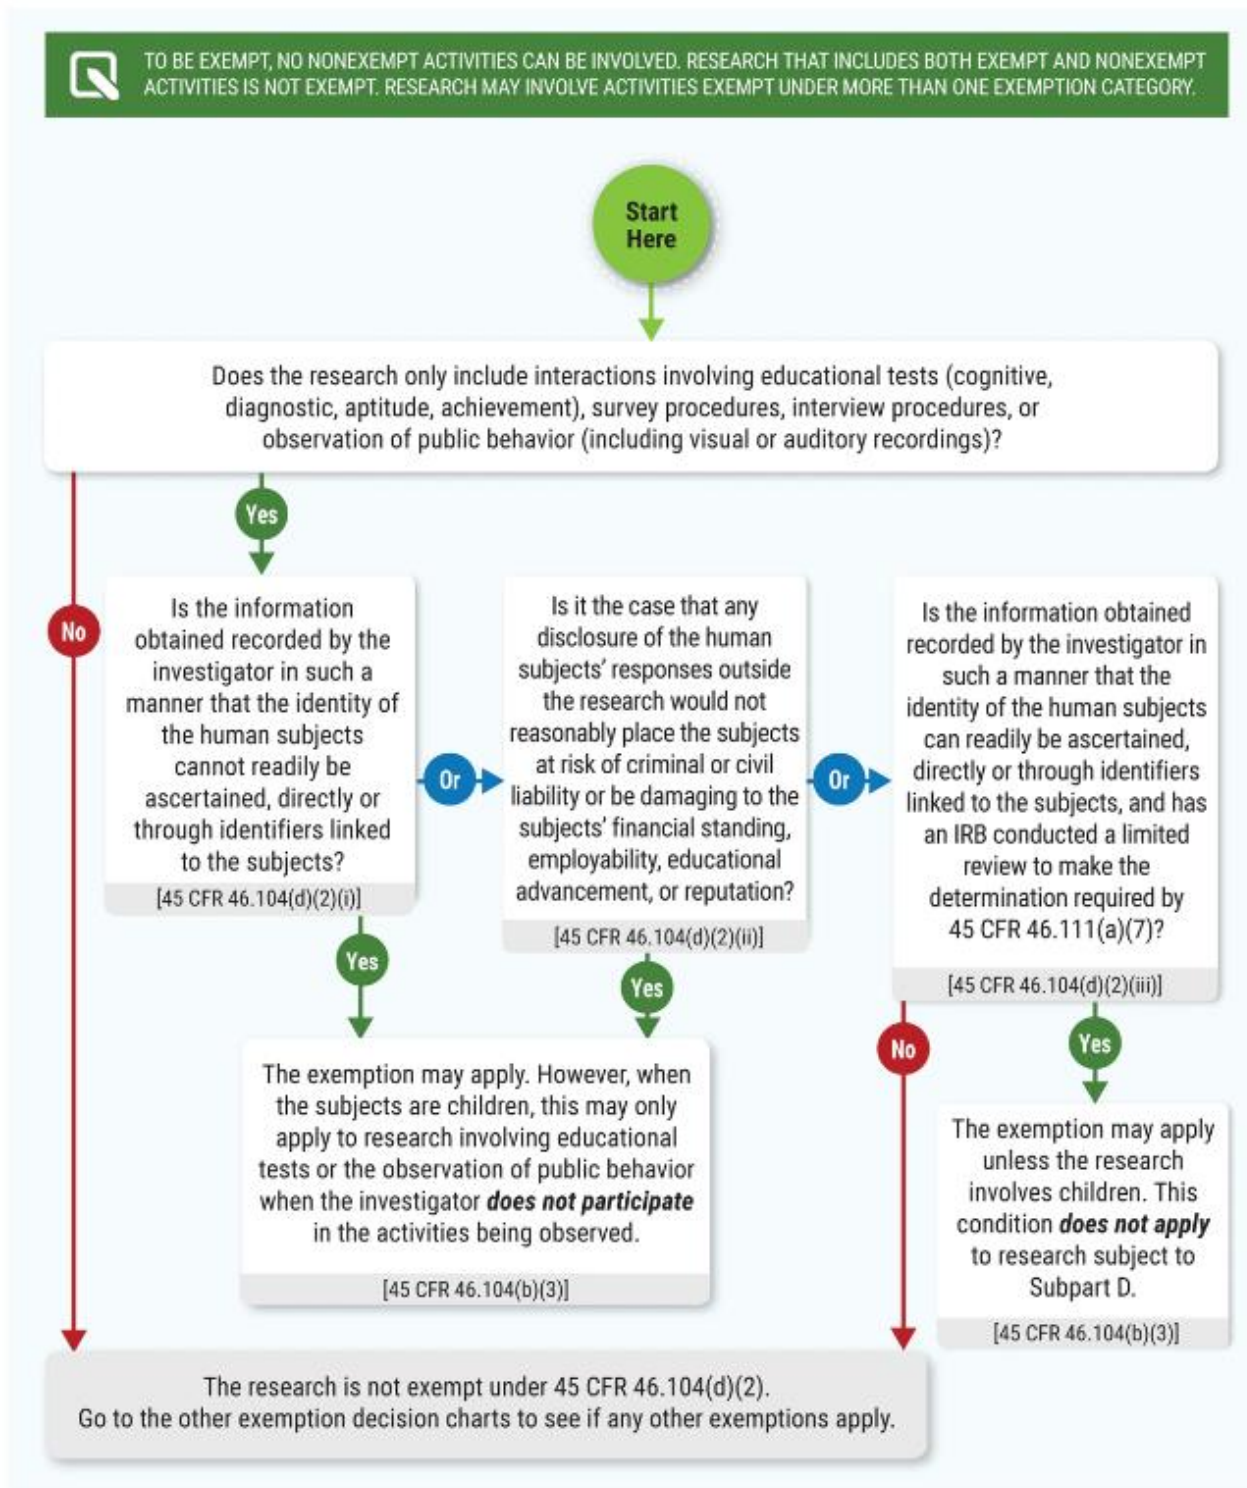 TO BE EXEMPT, NO NONEXEMPT ACTIVITIES CAN BE INVOLVED. RESEARCH THAT INCLUDES BOTH EXEMPT AND NONEXEMPT
ACTIVITIES IS NOT EXEMPT. RESEARCH MAY INVOLVE ACTIVITIES EXEMPT UNDER MORE THAN ONE EXEMPTION CATEGORY.
Start
Here
Does the research only include interactions involving educational tests (cognitive,
diagnostic, aptitude, achievement), survey procedures, interview procedures, or
observation of public behavior (including visual or auditory recordings)?
Yes
No
Is the information
obtained recorded by the
investigator in such a
manner that the identity of
the human subjects
cannot readily be
ascertained, directly or
through identifiers linked
to the subjects?
[45 CFR 46.104(d)(2)(i)]
Or
Is it the case that any
disclosure of the human
subjects' responses outside
the research would not
reasonably place the subjects
at risk of criminal or civil
liability or be damaging to the
subjects' financial standing,
employability, educational
advancement, or reputation?
[45 CFR 46.104(d)(2)(ii)]
Or
Is the information obtained
recorded by the investigator in
such a manner that the
identity of the human subjects
can readily be ascertained,
directly or through identifiers
linked to the subjects, and has
an IRB conducted a limited
review to make the
determination required by
45 CFR 46.111(a)(7)?
[45 CFR 46.104(d)(2)(iii)]
Yes
Yes
No
Yes
The exemption may apply. However, when
the subjects are children, this may only
apply to research involving educational
tests or the observation of public behavior
when the investigator does not participate
in the activities being observed.
[45 CFR 46.104(b)(3)]
The exemption may apply
unless the research
involves children. This
condition does not apply
to research subject to
Subpart D.
[45 CFR 46.104(b)(3)]
The research is not exempt under 45 CFR 46.104(d)(2).
Go to the other exemption decision charts to see if any other exemptions apply.